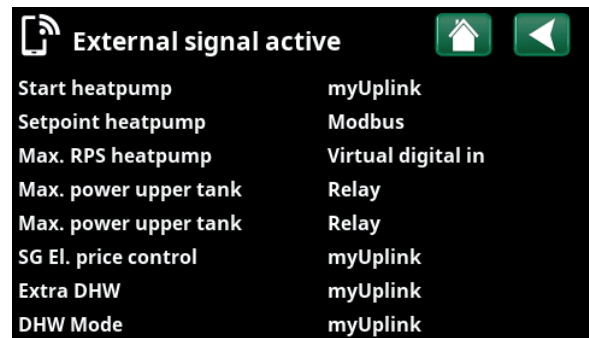 External signal active
Start heatpump myUplink
Setpoint heatpump Modbus
Max. RPS heatpump Virtual digital in
Max. power upper tank Relay
Max. power upper tank Relay
SG El. price control myUplink
Extra DHW myUplink
DHW Mode myUplink